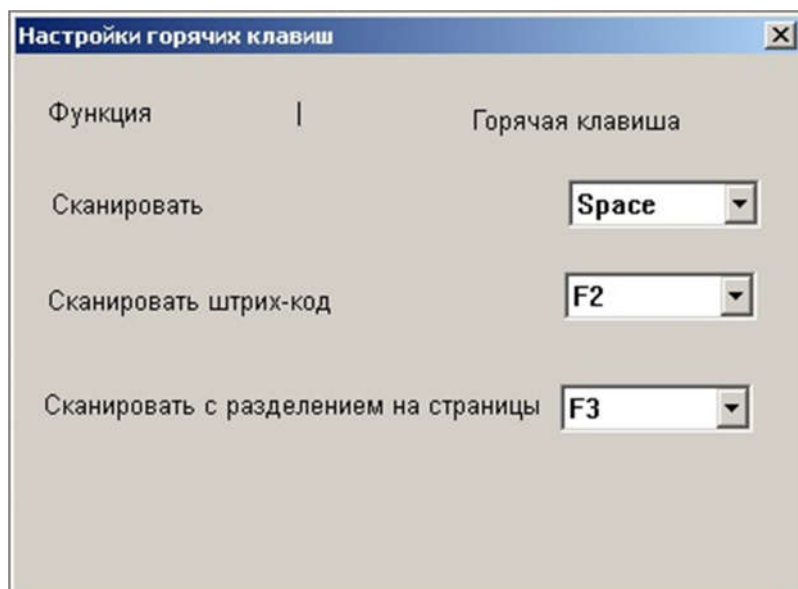 Настройки горячих клавиш
Функция | Горячая клавиша
Сканировать Space
Сканировать штрих-код F2
Сканировать с разделением на страницы F3